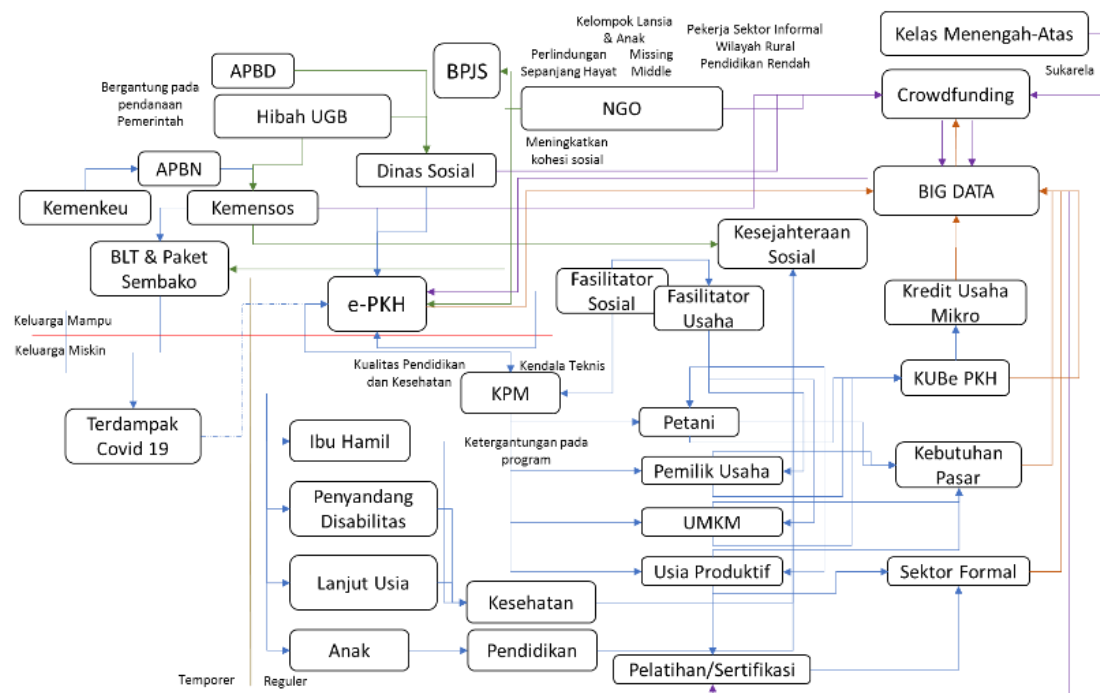 Kelompok Lansia
& Anak
Perlindungan
Sepanjang Hayat
Missing
Middle
Pekerja Sektor Informal
Wilayah Rural
Pendidikan Rendah
Kelas Menengah-Atas
Sukarela
APBD
BPJS
Bergantung pada
pendanaan
Pemerintah
Hibah UGB
NGO
Crowdfunding
Meningkatkan
kohesi sosial
APBN
Dinas Sosial
Kemenkeu
Kemensos
BIG DATA
BLT & Paket
Sembako
Kesejahteraan
Sosial
e-PKH
Fasilitator
Sosial
Fasilitator
Usaha
Kredit Usaha
Mikro
Keluarga Mampu
Keluarga Miskin
Kualitas Pendidikan
dan Kesehatan
Kendala Teknis
KPM
KUBe PKH
Terdampak
Covid 19
Ibu Hamil
Ketergantungan pada
program
Petani
Pemilik Usaha
Kebutuhan
Pasar
Penyandang
Disabilitas
UMKM
Lanjut Usia
Usia Produktif
Sektor Formal
Kesehatan
Anak
Pendidikan
Pelatihan/Sertifikasi
Temporer
Reguler